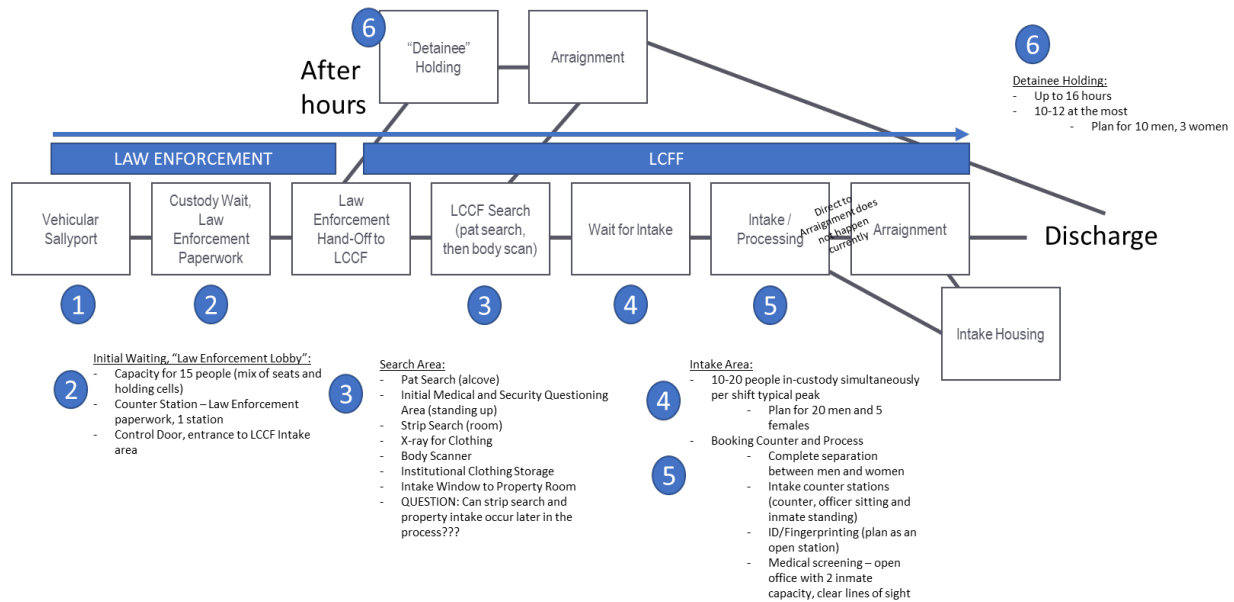 6
"Detainee"
Holding
Arraignment
After
hours
6
Detainee Holding:
- Up to 16 hours
- 10-12 at the most
- Plan for 10 men, 3 women
LAW ENFORCEMENT
LCFF
Vehicular
Sallyport
Custody Wait,
Law
Enforcement
Paperwork
Law
Enforcement
Hand-Off to
LCCF
LCCF Search
(pat search,
then body scan)
Wait for Intake
Intake /
Processing
Direct to
Arraignment does
not happen
currently
Arraignment
Discharge
Intake Housing
1
2
3
4
5
2
Initial Waiting, "Law Enforcement Lobby":
- Capacity for 15 people (mix of seats and
holding cells)
- Counter Station – Law Enforcement
paperwork, 1 station
- Control Door, entrance to LCCF Intake
area
3
Search Area:
- Pat Search (alcove)
- Initial Medical and Security Questioning
Area (standing up)
- Strip Search (room)
- X-ray for Clothing
- Body Scanner
- Institutional Clothing Storage
- Intake Window to Property Room
- QUESTION: Can strip search and
property intake occur later in the
process???
4
5
Intake Area:
- 10-20 people in-custody simultaneously
per shift typical peak
- Plan for 20 men and 5
females
- Booking Counter and Process
- Complete separation
between men and women
- Intake counter stations
(counter, officer sitting and
inmate standing)
- ID/Fingerprinting (plan as an
open station)
- Medical screening – open
office with 2 inmate
capacity, clear lines of sight